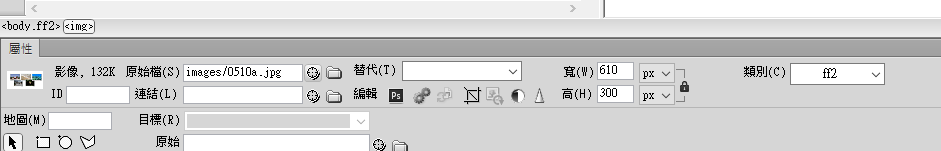 <body.ff2> <img>
屬性
影像, 132K 原始檔(S) images/0510a.jpg 替代(T) 寬(W) 610 px 類別(C) ff2
ID 連結(L) 編輯 Ps 高(H) 300 px
地圖(M) 目標(R)
原始